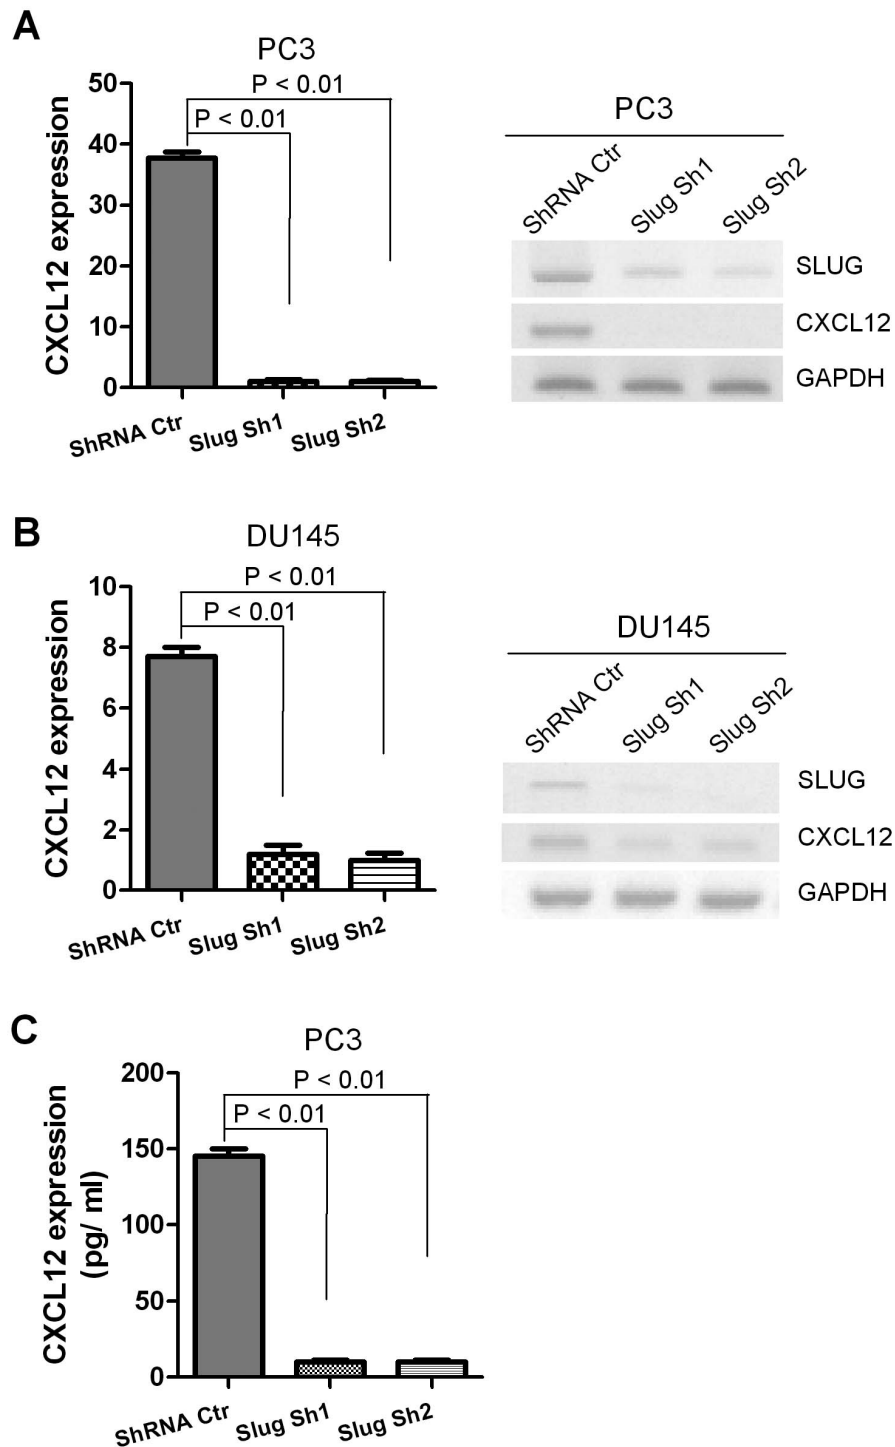 A
PC3
P < 0.01
P < 0.01
CXCL12 expression
50
40
30
20
10
0
ShRNA Ctr
Slug Sh1
Slug Sh2
PC3
ShRNA Ctr
Slug Sh1
Slug Sh2
SLUG
CXCL12
GAPDH
B
DU145
P < 0.01
P < 0.01
CXCL12 expression
10
8
6
4
2
0
ShRNA Ctr
Slug Sh1
Slug Sh2
DU145
ShRNA Ctr
Slug Sh1
Slug Sh2
SLUG
CXCL12
GAPDH
C
PC3
P < 0.01
P < 0.01
CXCL12 expression
(pg/ ml)
200
150
100
50
0
ShRNA Ctr
Slug Sh1
Slug Sh2